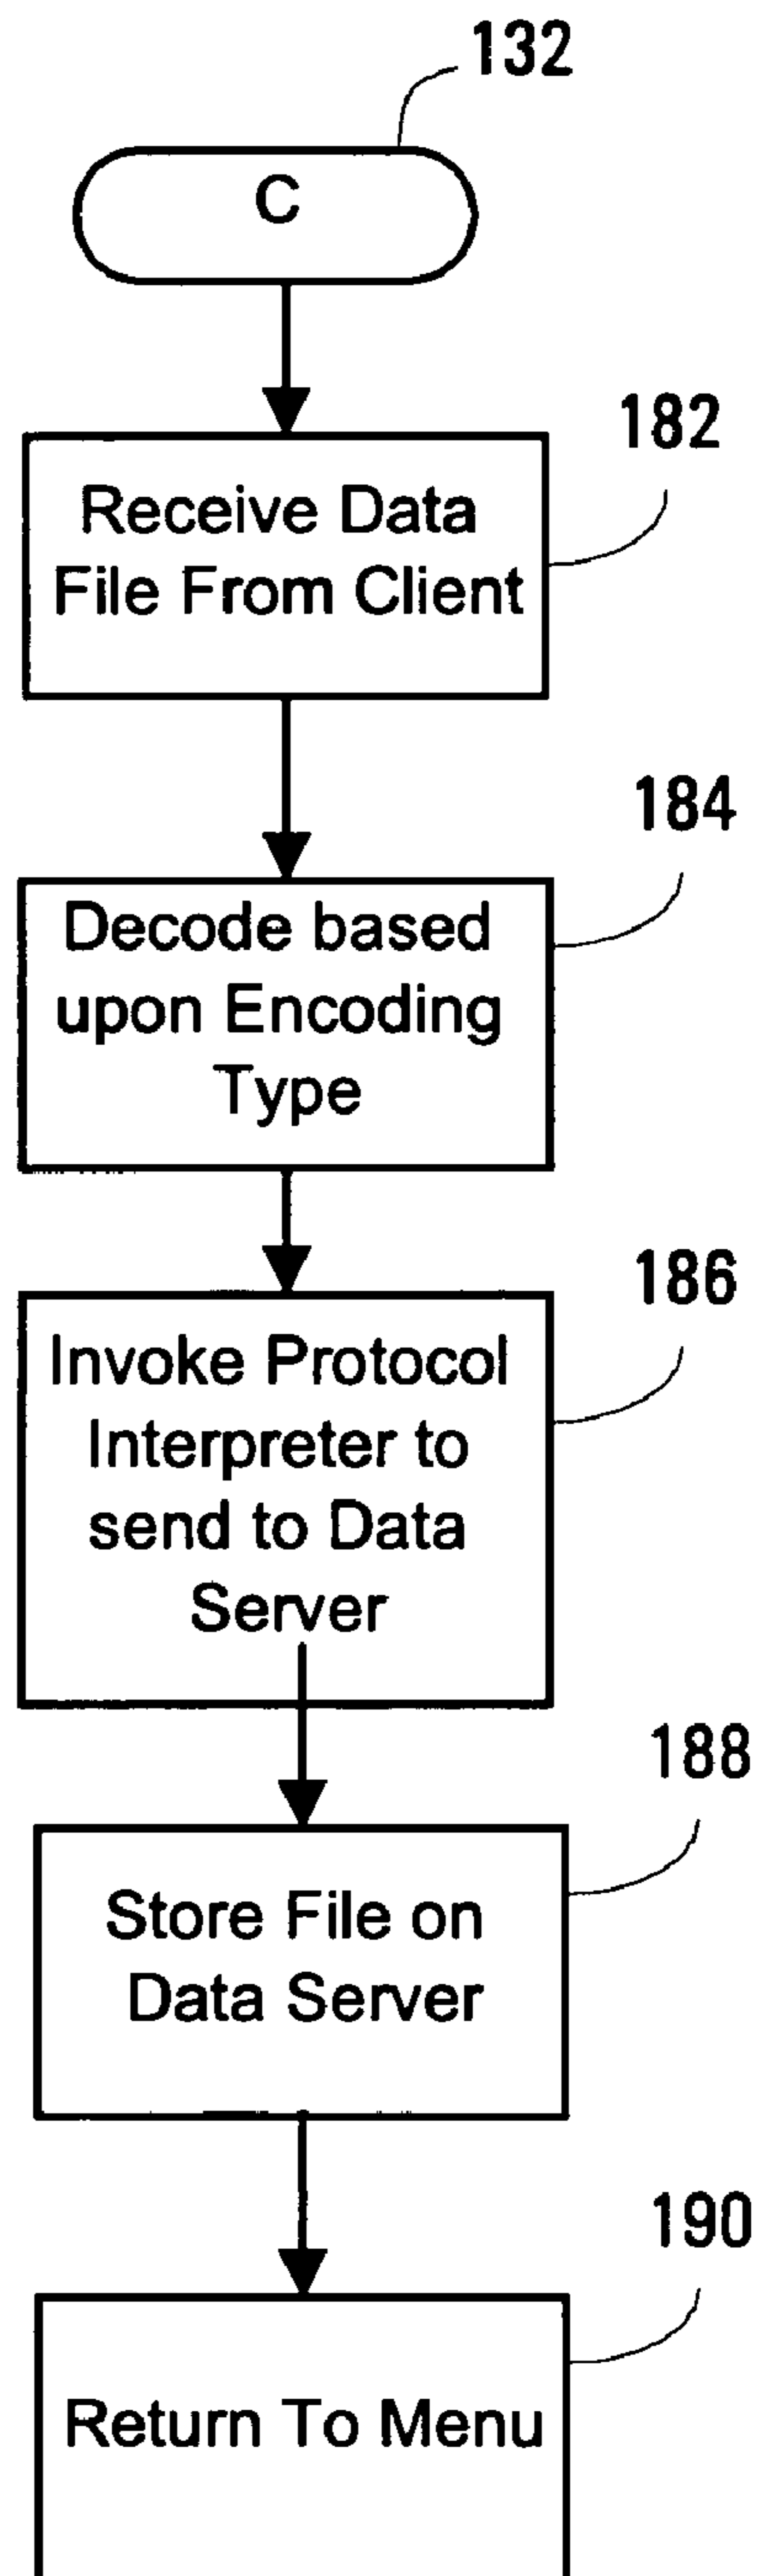 132
C
182
Receive Data
File From Client
184
Decode based
upon Encoding
Type
186
Invoke Protocol
Interpreter to
send to Data
Server
188
Store File on
Data Server
190
Return To Menu